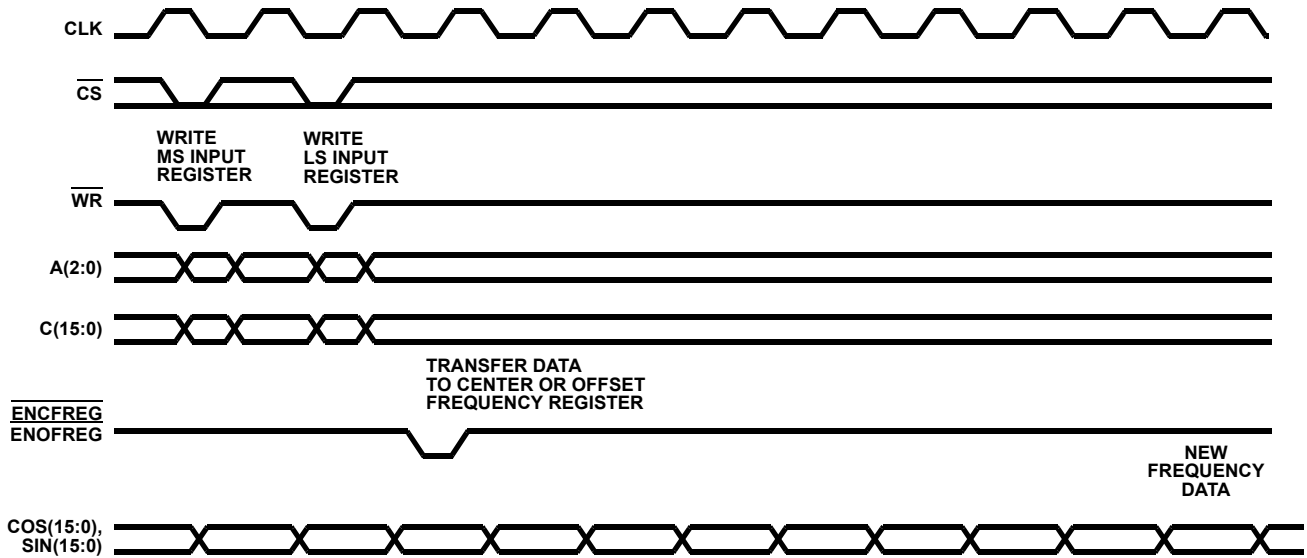 CLK
CS
WRITE
MS INPUT
REGISTER
WRITE
LS INPUT
REGISTER
WR
A(2:0)
C(15:0)
TRANSFER DATA
TO CENTER OR OFFSET
FREQUENCY REGISTER
ENCFREG
ENOFREG
NEW
FREQUENCY
DATA
COS(15:0),
SIN(15:0)